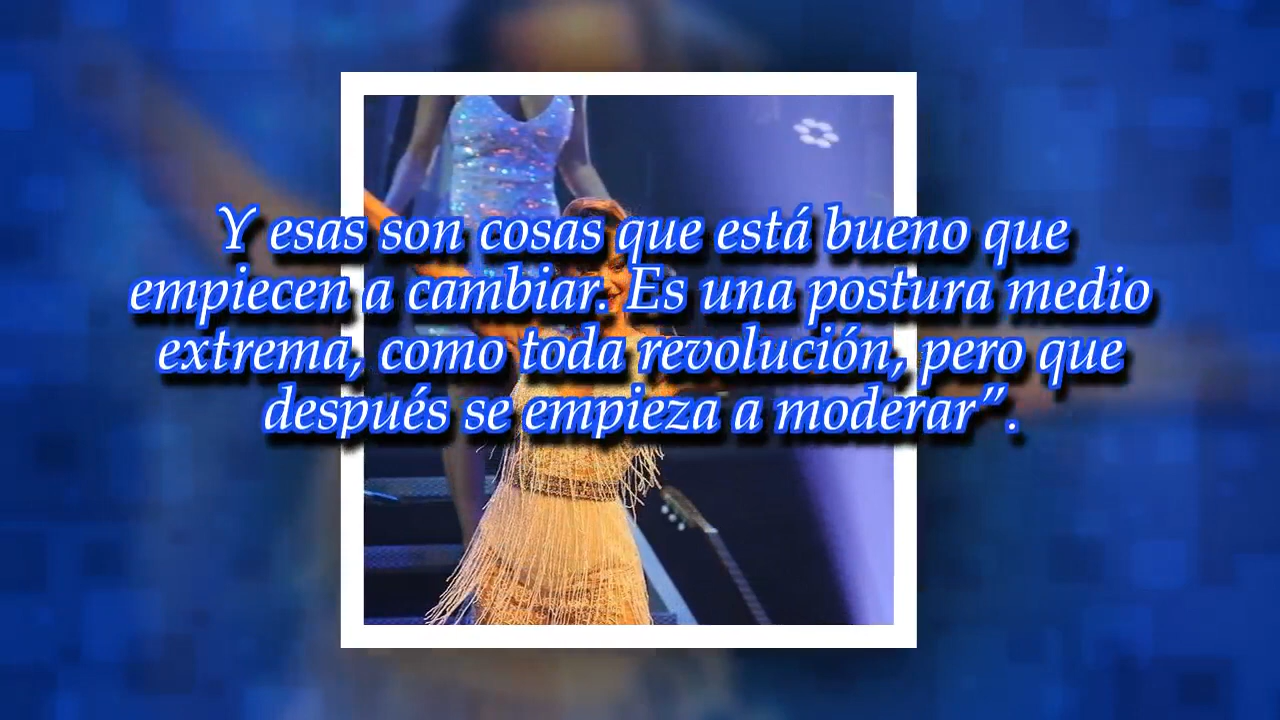 Y esas son cosas que está bueno que
empiecen a cambiar. Es una postura medio
extrema, como toda revolución, pero que
después se empieza a moderar”.